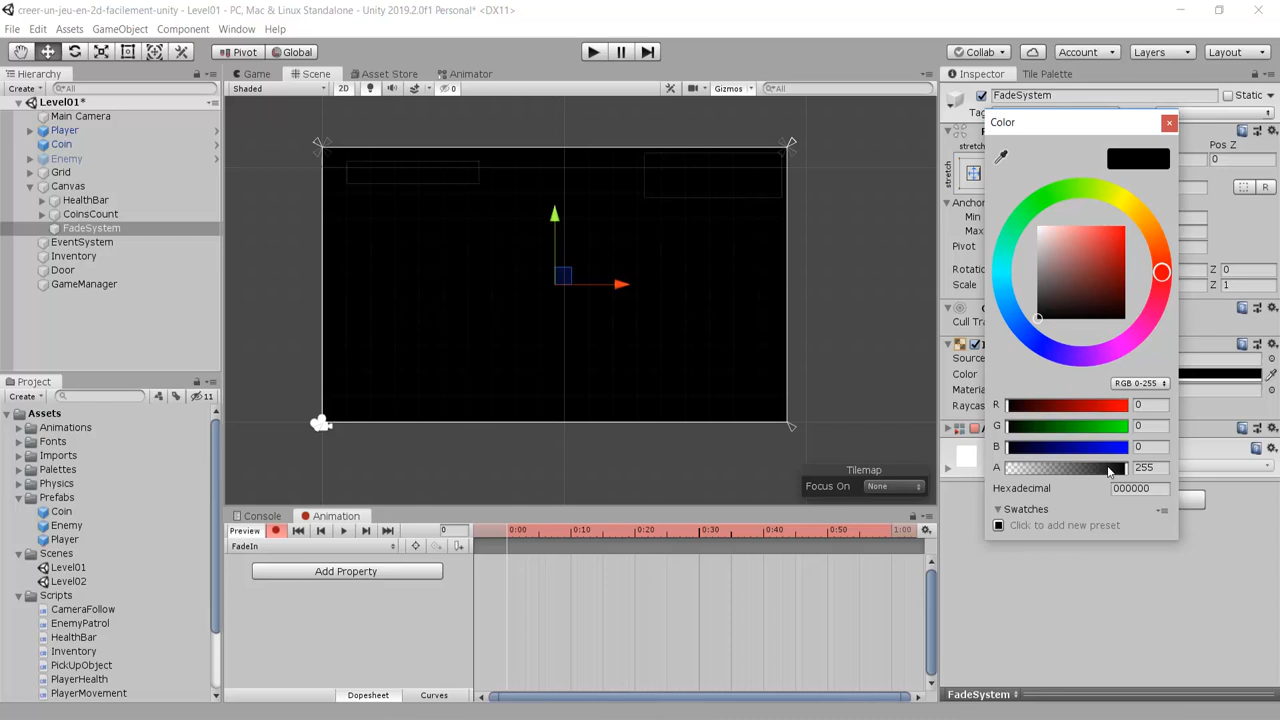 creer-un-jeu-en-2d-facilement-unity - Level01 - PC, Mac & Linux Standalone - Unity 2019.2.0f1 Personal* <DX11>
File Edit Assets GameObject Component Window Help
Pivot Global Collab Account Layers Layout
Hierarchy Game Scene Asset Store Animator Inspector Tile Palette
Create All Shaded 2D 0 Gizmos All FadeSystem Static
Level01*
Main Camera
Player
Coin
Enemy
Grid
Canvas
HealthBar
CoinsCount
FadeSystem
EventSystem
Inventory
Door
GameManager
Color
stretch
Pos Z
stretch
0
R
Anchor
Min
Max
Pivot
Rotation Z 0
Scale Z 1
Cull Tra
Source
Color
Material
Raycas
RGB 0-255
R 0
G 0
B 0
A 255
Hexadecimal 000000
Swatches
Click to add new preset
Tilemap
Focus On None
Project
Create 11
Assets
Animations
Fonts
Imports
Palettes
Physics
Prefabs
Coin
Enemy
Player
Scenes
Level01
Level02
Scripts
CameraFollow
EnemyPatrol
HealthBar
Inventory
PickUpObject
PlayerHealth
PlayerMovement
Console Animation
Preview 0 0:00 0:10 0:20 0:30 0:40 0:50 1:00
FadeIn
Add Property
Dopesheet Curves
FadeSystem